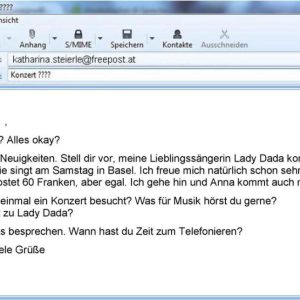 ????
nsicht
Anhang S/MIME Speichern Kontakte Ausschneiden
katharina.steierle@freepost.at
Konzert ????
,
? Alles okay?
Neuigkeiten. Stell dir vor, meine Lieblingssängerin Lady Dada
ie singt am Samstag in Basel. Ich freue mich natürlich schon
ostet 60 Franken, aber egal. Ich gehe hin und Anna kommt auch
einmal ein Konzert besucht? Was für Musik hörst du gerne?
zu Lady Dada?
s besprechen. Wann hast du Zeit zum Telefonieren?
ele Grüße